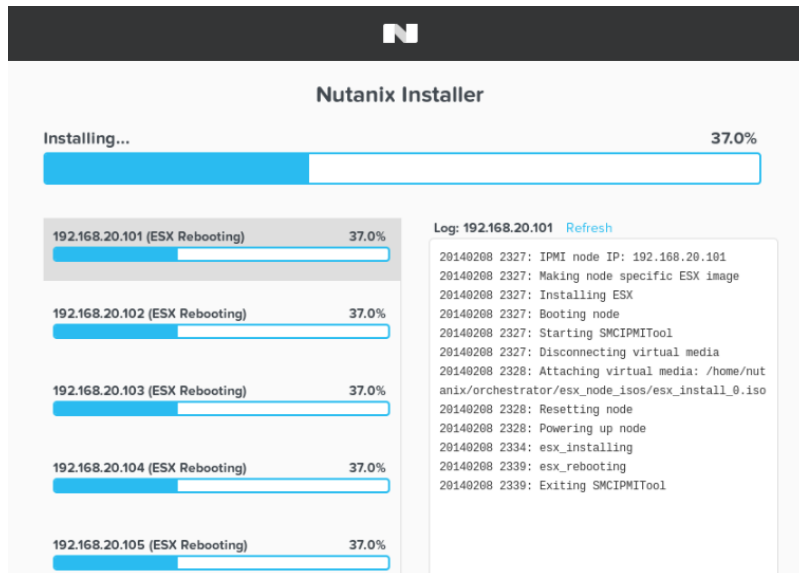 Nutanix Installer
Installing...
37.0%
192.168.20.101 (ESX Rebooting)
37.0%
192.168.20.102 (ESX Rebooting)
37.0%
192.168.20.103 (ESX Rebooting)
37.0%
192.168.20.104 (ESX Rebooting)
37.0%
192.168.20.105 (ESX Rebooting)
37.0%
Log: 192.168.20.101 Refresh
20140208 2327: IPMI node IP: 192.168.20.101
20140208 2327: Making node specific ESX image
20140208 2327: Installing ESX
20140208 2327: Booting node
20140208 2327: Starting SMCIPMITool
20140208 2327: Disconnecting virtual media
20140208 2328: Attaching virtual media: /home/nut
anix/orchestrator/esx_node_isos/esx_install_0.iso
20140208 2328: Resetting node
20140208 2328: Powering up node
20140208 2334: esx_installing
20140208 2339: esx_rebooting
20140208 2339: Exiting SMCIPMITool